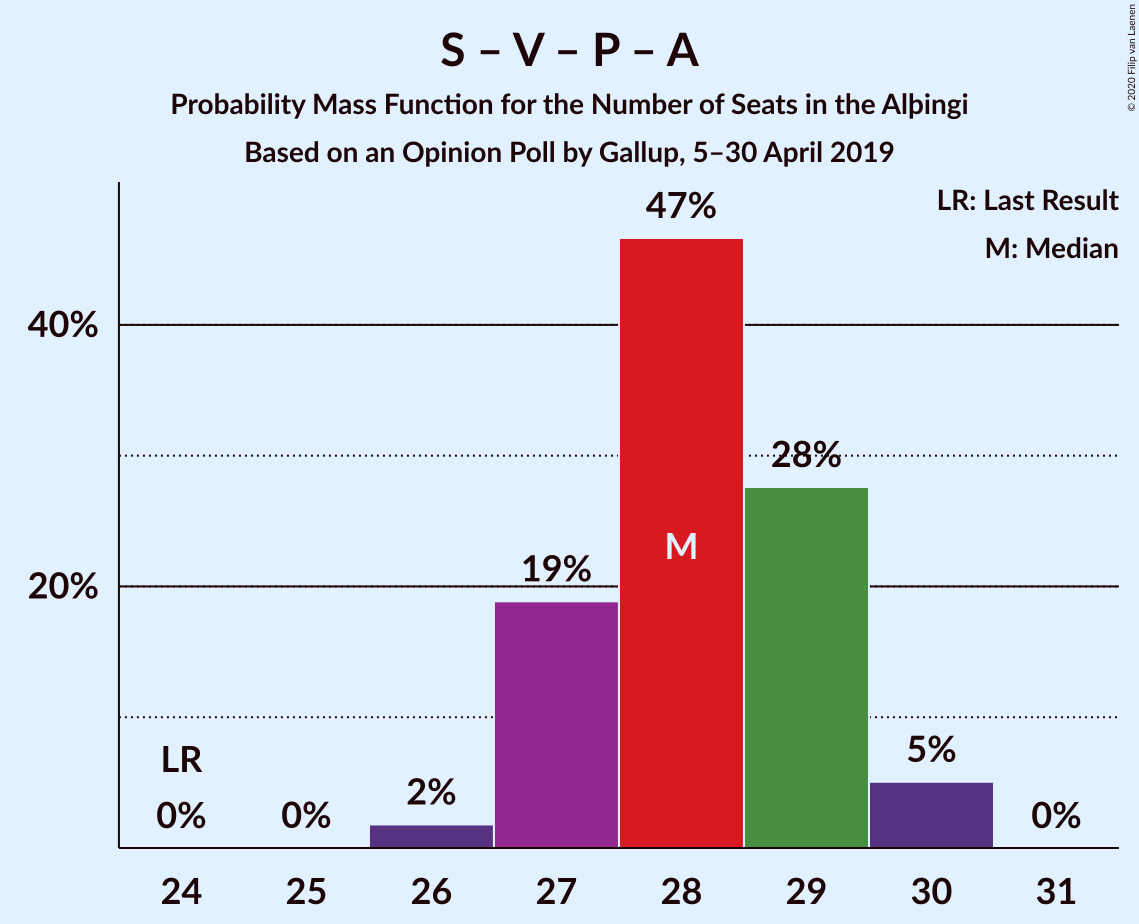 S – V – P – A
Probability Mass Function for the Number of Seats in the Alþingi
Based on an Opinion Poll by Gallup, 5–30 April 2019
© 2020 Filip van Laenen
LR: Last Result
M: Median
47%
40%
28%
M
19%
20%
LR
5%
2%
0%
0%
0%
24
25
26
27
28
29
30
31